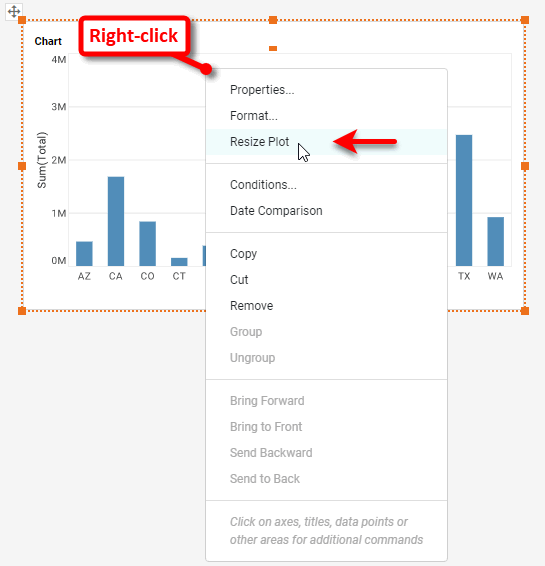 Chart
Right-click
4M
3M
2M
1M
0M
Sum(Total)
AZ CA CO CT TX WA
Properties...
Format...
Resize Plot
Conditions...
Date Comparison
Copy
Cut
Remove
Group
Ungroup
Bring Forward
Bring to Front
Send Backward
Send to Back
Click on axes, titles, data points or
other areas for additional commands